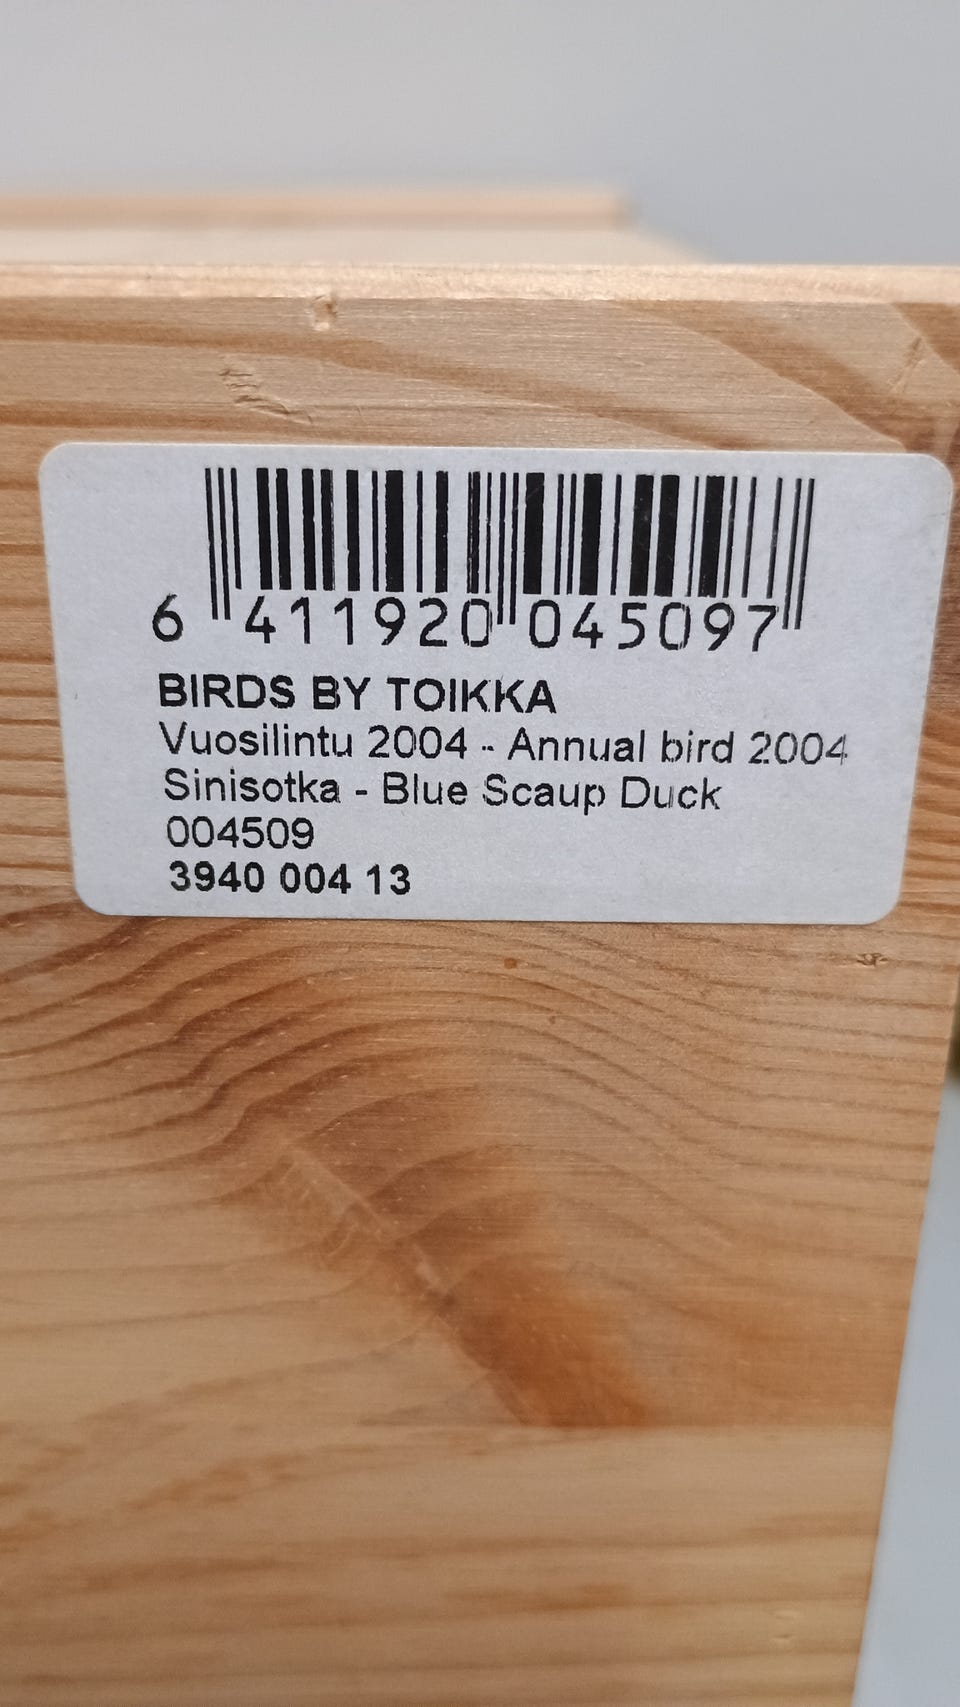 6 411920 045097
BIRDS BY TOIKKA
Vuosilintu 2004 - Annual bird 2004
Sinisotka - Blue Scaup Duck
004509
3940 004 13